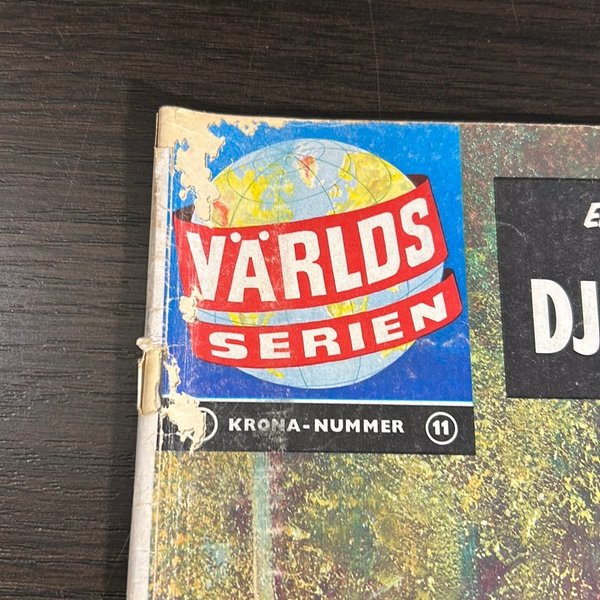 VÄRLDS
SERIEN
KRONA-NUMMER 11
DJ